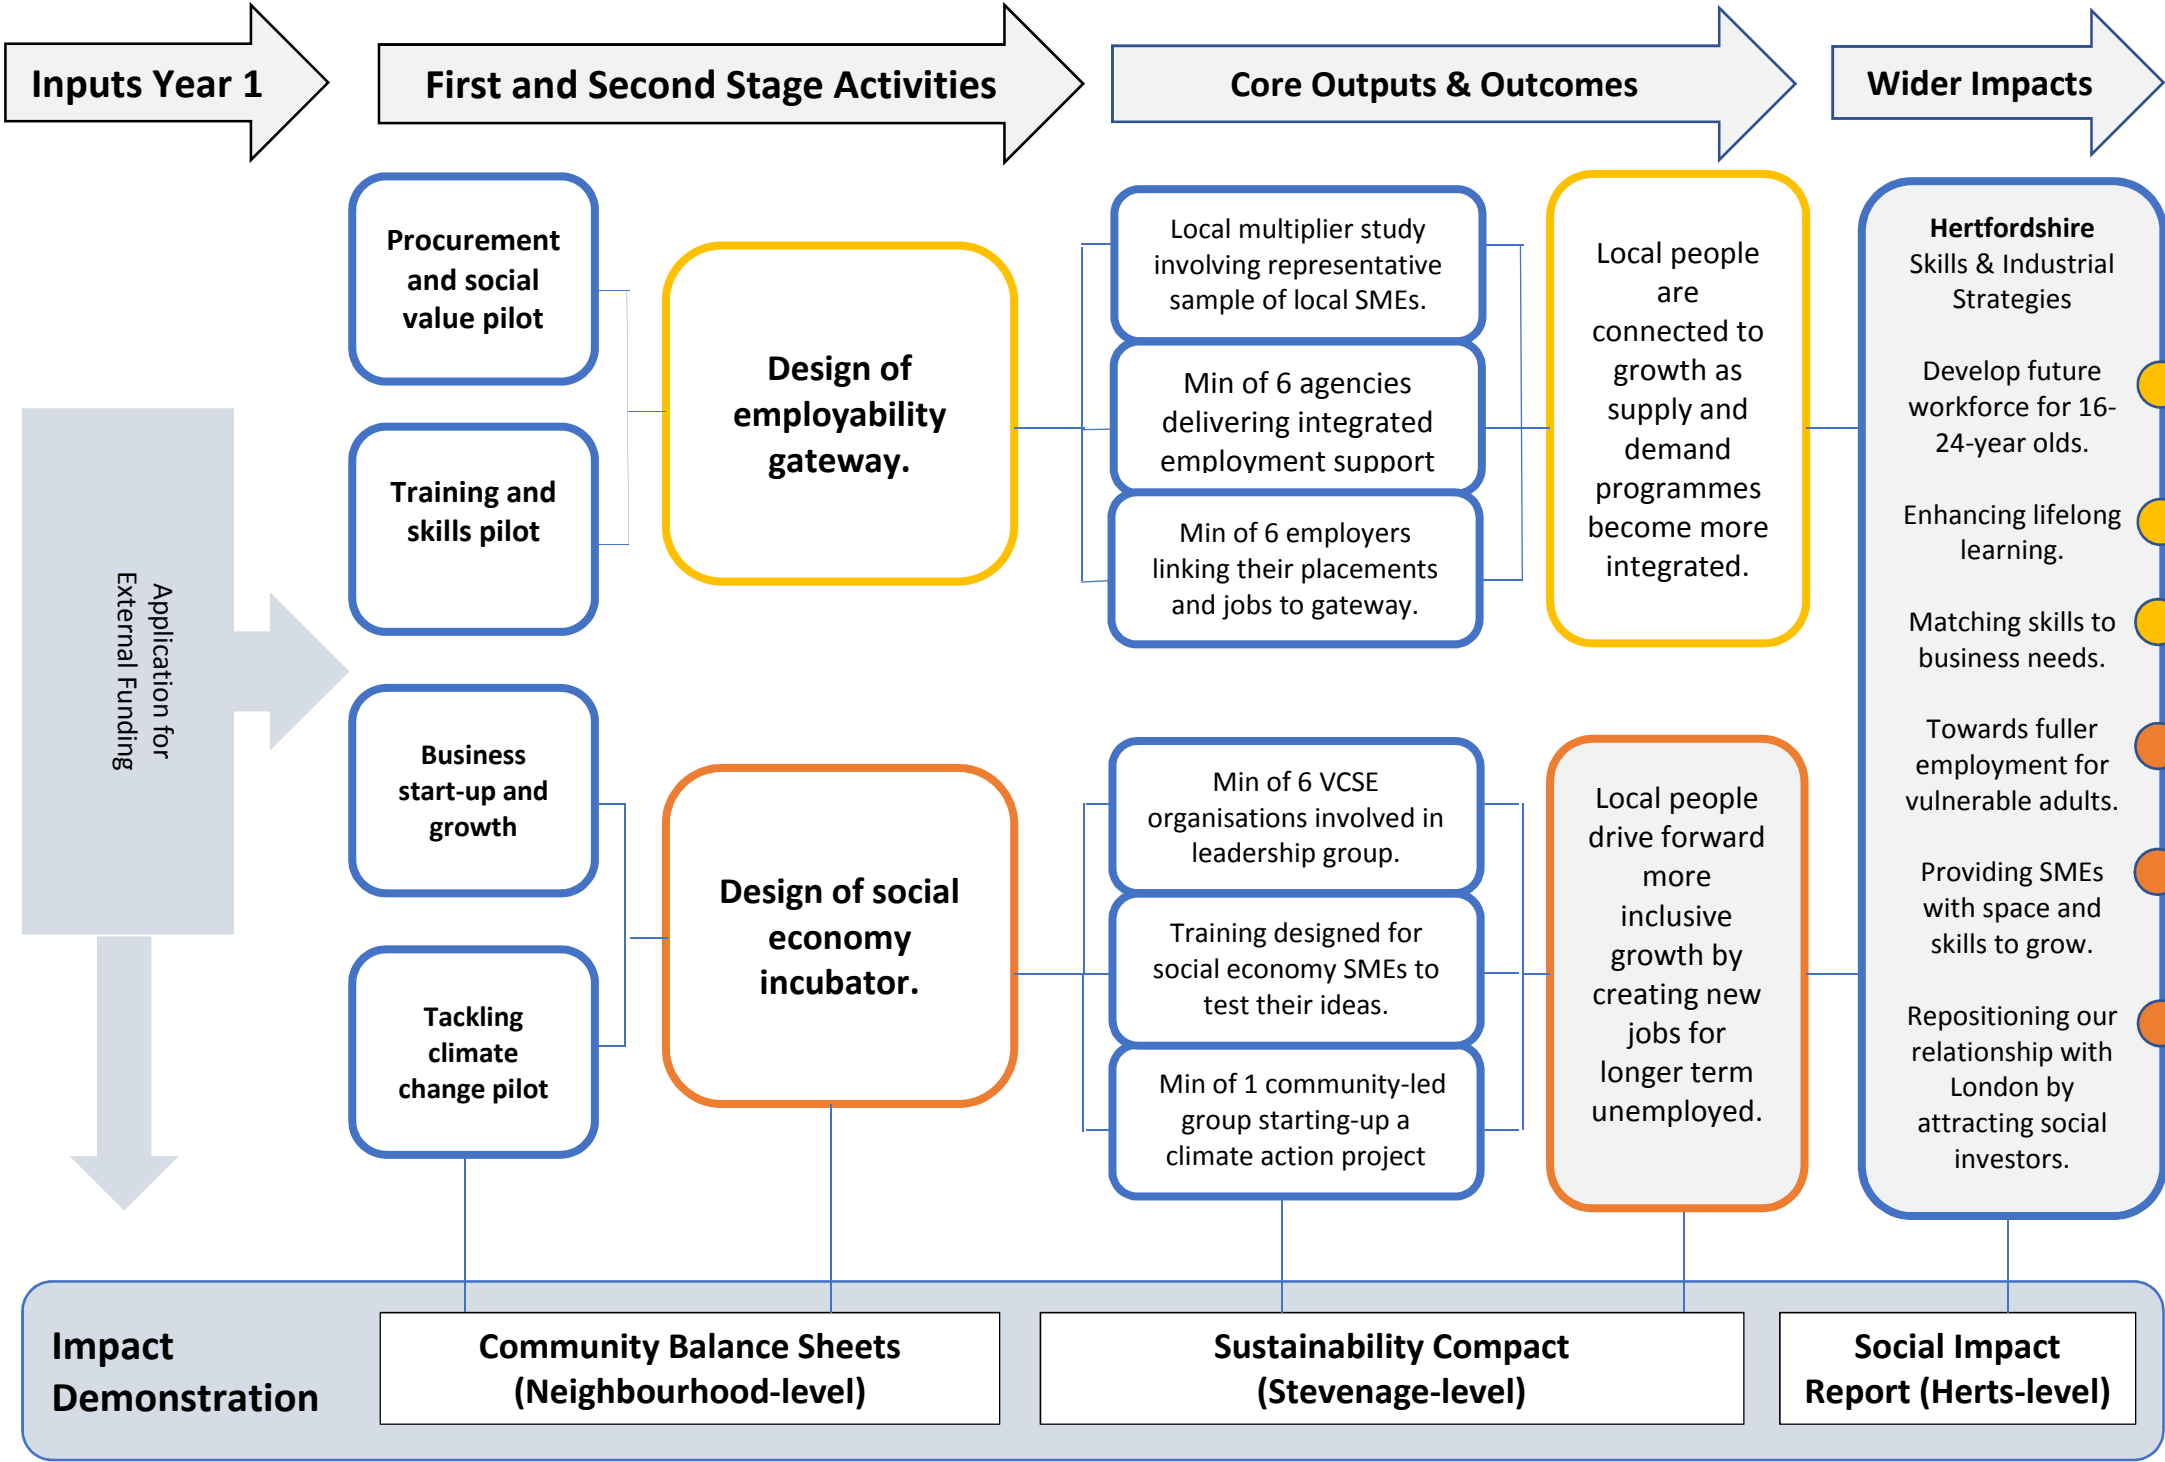 Inputs Year 1
First and Second Stage Activities
Core Outputs & Outcomes
Wider Impacts
Application for
External Funding
Procurement
and social
value pilot
Training and
skills pilot
Business
start-up and
growth
Tackling
climate
change pilot
Design of
employability
gateway.
Design of social
economy
incubator.
Local multiplier study
involving representative
sample of local SMEs.
Min of 6 agencies
delivering integrated
employment support
Min of 6 employers
linking their placements
and jobs to gateway.
Min of 6 VCSE
organisations involved in
leadership group.
Training designed for
social economy SMEs to
test their ideas.
Min of 1 community-led
group starting-up a
climate action project
Local people
are
connected to
growth as
supply and
demand
programmes
become more
integrated.
Local people
drive forward
more
inclusive
growth by
creating new
jobs for
longer term
unemployed.
Hertfordshire
Skills & Industrial
Strategies
Develop future
workforce for 16-
24-year olds.
Enhancing lifelong
learning.
Matching skills to
business needs.
Towards fuller
employment for
vulnerable adults.
Providing SMEs
with space and
skills to grow.
Repositioning our
relationship with
London by
attracting social
investors.
Impact
Demonstration
Community Balance Sheets
(Neighbourhood-level)
Sustainability Compact
(Stevenage-level)
Social Impact
Report (Herts-level)